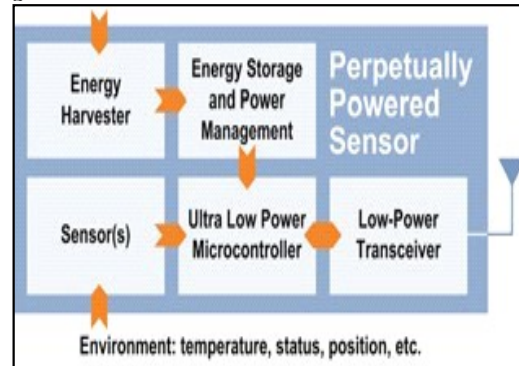 Energy
Harvester
Energy Storage
and Power
Management
Perpetually
Powered
Sensor
Sensor(s)
Ultra Low Power
Microcontroller
Low-Power
Transceiver
Environment: temperature, status, position, etc.